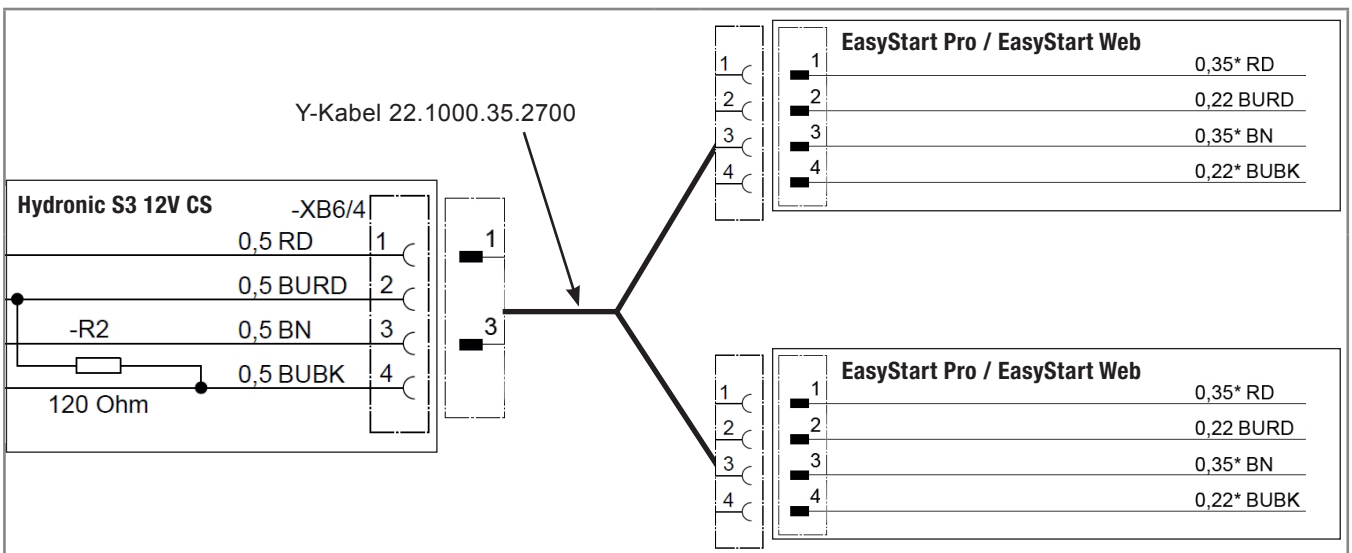 EasyStart Pro / EasyStart Web
1 1 0,35* RD
2 2 0,22 BURD
3 3 0,35* BN
4 4 0,22* BUBK
Y-Kabel 22.1000.35.2700
Hydronic S3 12V CS -XB6/4
0,5 RD 1 1
0,5 BURD 2
-R2 0,5 BN 3 3
0,5 BUBK 4
120 Ohm
EasyStart Pro / EasyStart Web
1 1 0,35* RD
2 2 0,22 BURD
3 3 0,35* BN
4 4 0,22* BUBK